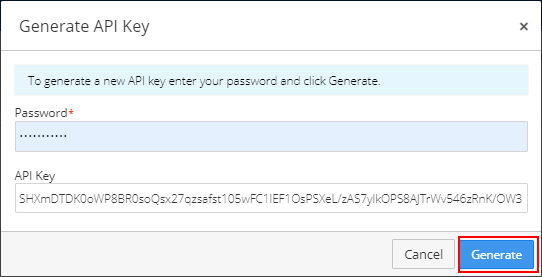 Generate API Key
×
To generate a new API key enter your password and click Generate.
Password*
•••••••••••
API Key
SHXmDTDK0oWP8BR0soQsx27qzsafst105wFC1IEF1OsPSXeL/zAS7yIkOPS8AJTrWv546zRnK/OW3
Cancel
Generate